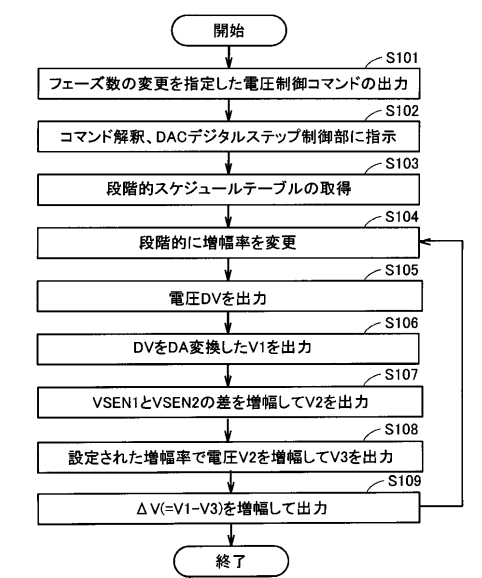 開始
S101
フェーズ数の変更を指定した電圧制御コマンドの出力
S102
コマンド解釈、DACデジタルステップ制御部に指示
S103
段階的スケジュールテーブルの取得
S104
段階的に増幅率を変更
S105
電圧DVを出力
S106
DVをDA変換したV1を出力
S107
VSEN1とVSEN2の差を増幅してV2を出力
S108
設定された増幅率で電圧V2を増幅してV3を出力
S109
ΔV(=V1-V3)を増幅して出力
終了